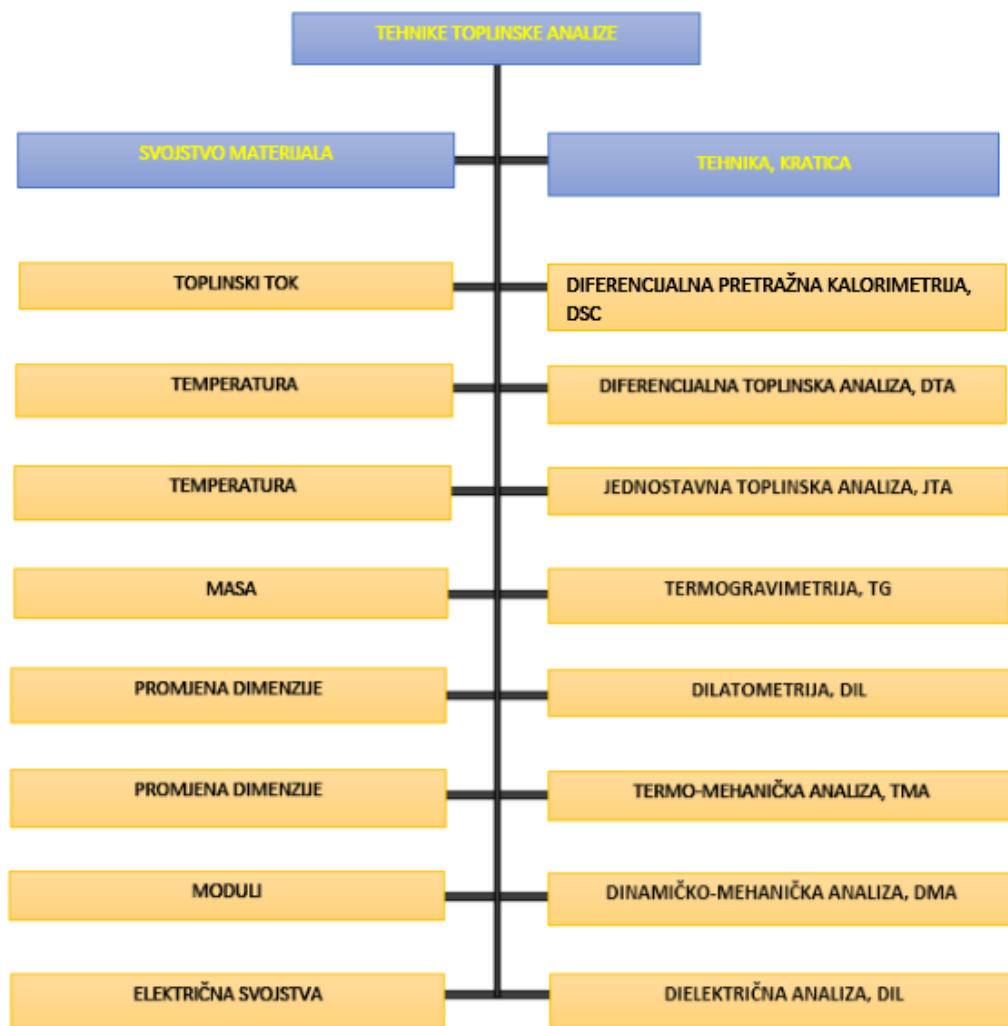 TEHNIKE TOPLINSKE ANALIZE
SVOJSTVO MATERIJALA
TEHNIKA, KRATICA
TOPLINSKI TOK
DIFERENCIJALNA PRETRAŽNA KALORIMETRIJA,
DSC
TEMPERATURA
DIFERENCIJALNA TOPLINSKA ANALIZA, DTA
TEMPERATURA
JEDNOSTAVNA TOPLINSKA ANALIZA, JTA
MASA
TERMOGRAVIMETRIJA, TG
PROMJENA DIMENZIJE
DILATOMETRIJA, DIL
PROMJENA DIMENZIJE
TERMO-MEHANIČKA ANALIZA, TMA
MODULI
DINAMIČKO-MEHANIČKA ANALIZA, DMA
ELEKTRIČNA SVOJSTVA
DIELEKTRIČNA ANALIZA, DIL